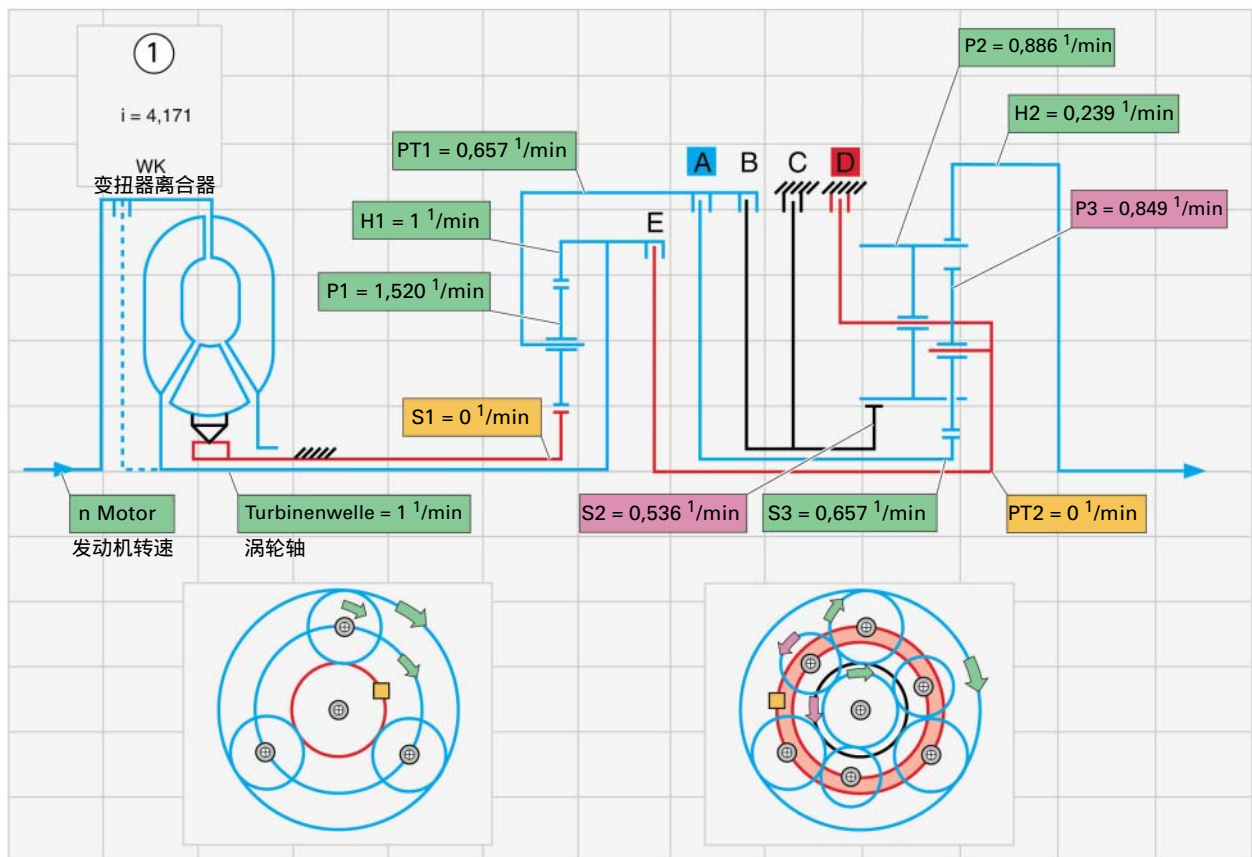 ①
i = 4,171
WK
变扭器离合器
P2 = 0,886 ¹/min
H2 = 0,239 ¹/min
PT1 = 0,657 ¹/min
A
B
C
D
P3 = 0,849 ¹/min
H1 = 1 ¹/min
E
P1 = 1,520 ¹/min
S1 = 0 ¹/min
n Motor
Turbinenwelle = 1 ¹/min
S2 = 0,536 ¹/min
S3 = 0,657 ¹/min
PT2 = 0 ¹/min
发动机转速
涡轮轴